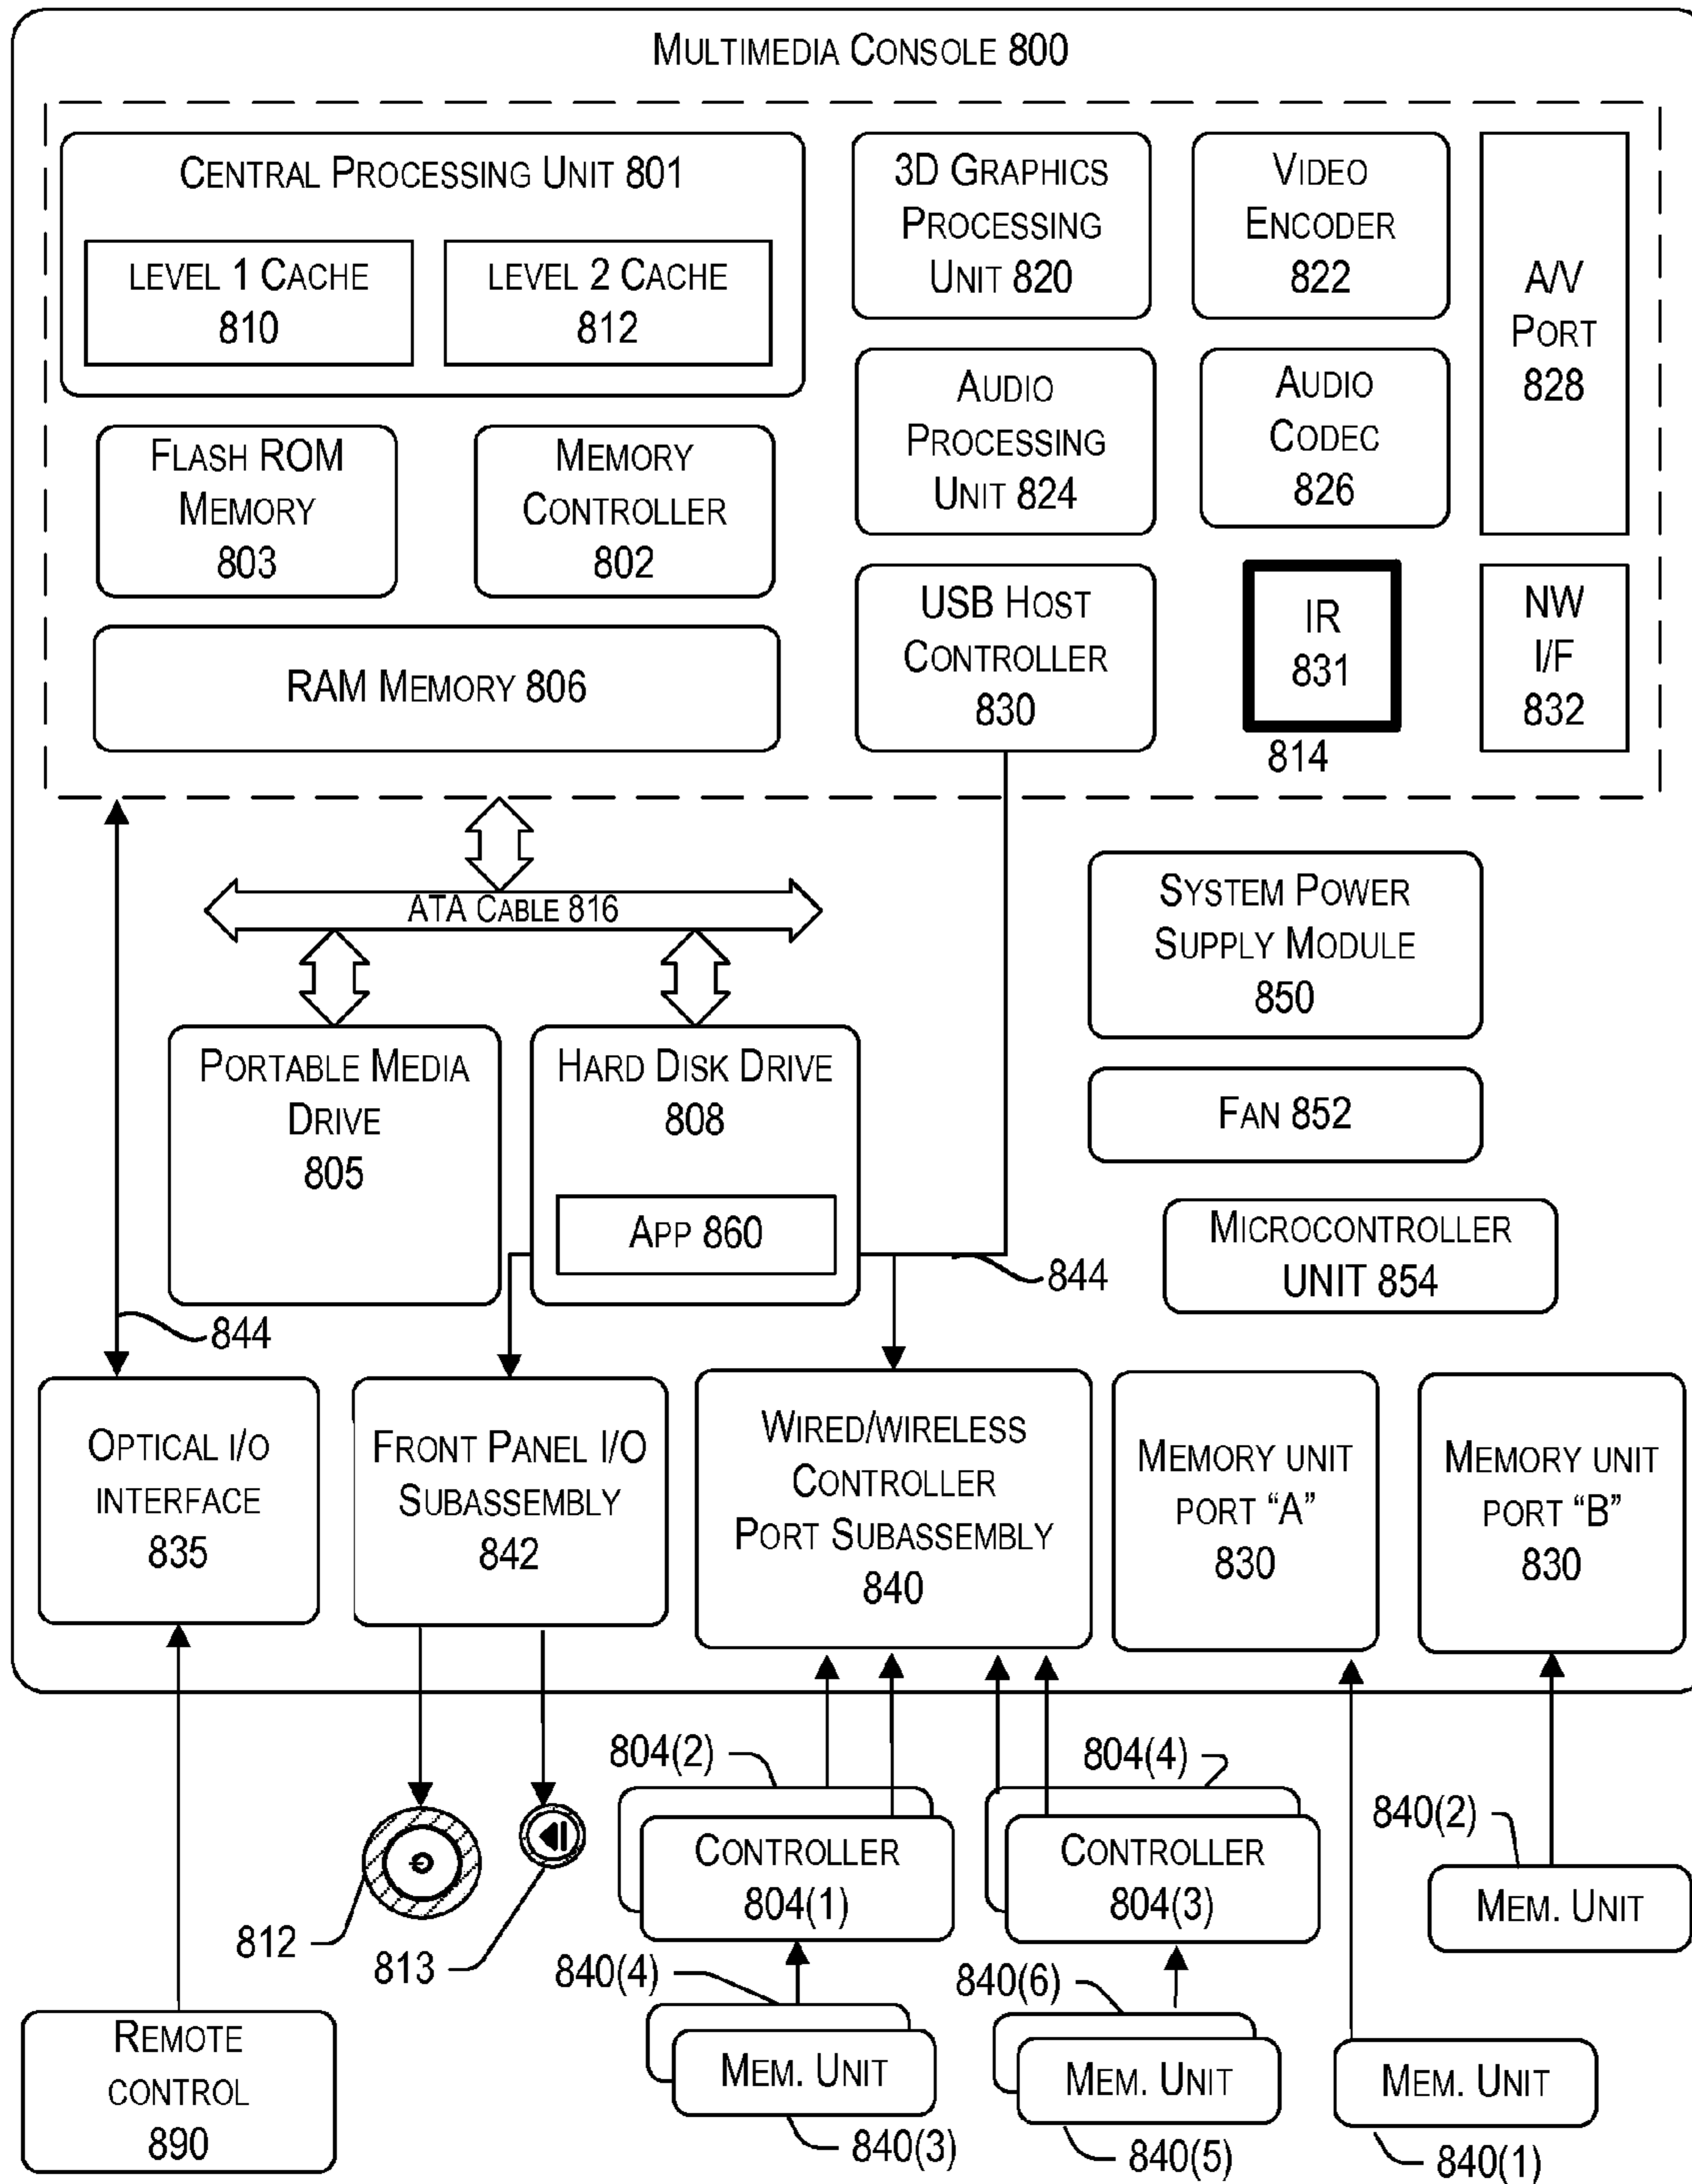 MULTIMEDIA CONSOLE 800
CENTRAL PROCESSING UNIT 801
LEVEL 1 CACHE
810
LEVEL 2 CACHE
812
3D GRAPHICS
PROCESSING
UNIT 820
VIDEO
ENCODER
822
A/V
PORT
828
AUDIO
PROCESSING
UNIT 824
AUDIO
CODEC
826
FLASH ROM
MEMORY
803
MEMORY
CONTROLLER
802
USB HOST
CONTROLLER
830
IR
831
814
NW
I/F
832
RAM MEMORY 806
ATA CABLE 816
SYSTEM POWER
SUPPLY MODULE
850
PORTABLE MEDIA
DRIVE
805
HARD DISK DRIVE
808
APP 860
FAN 852
MICROCONTROLLER
UNIT 854
844
844
OPTICAL I/O
INTERFACE
835
FRONT PANEL I/O
SUBASSEMBLY
842
WIRED/WIRELESS
CONTROLLER
PORT SUBASSEMBLY
840
MEMORY UNIT
PORT “A”
830
MEMORY UNIT
PORT “B”
830
804(2)
804(4)
CONTROLLER
804(1)
CONTROLLER
804(3)
840(2)
MEM. UNIT
812
813
840(4)
840(6)
REMOTE
CONTROL
890
MEM. UNIT
840(3)
MEM. UNIT
840(5)
MEM. UNIT
840(1)